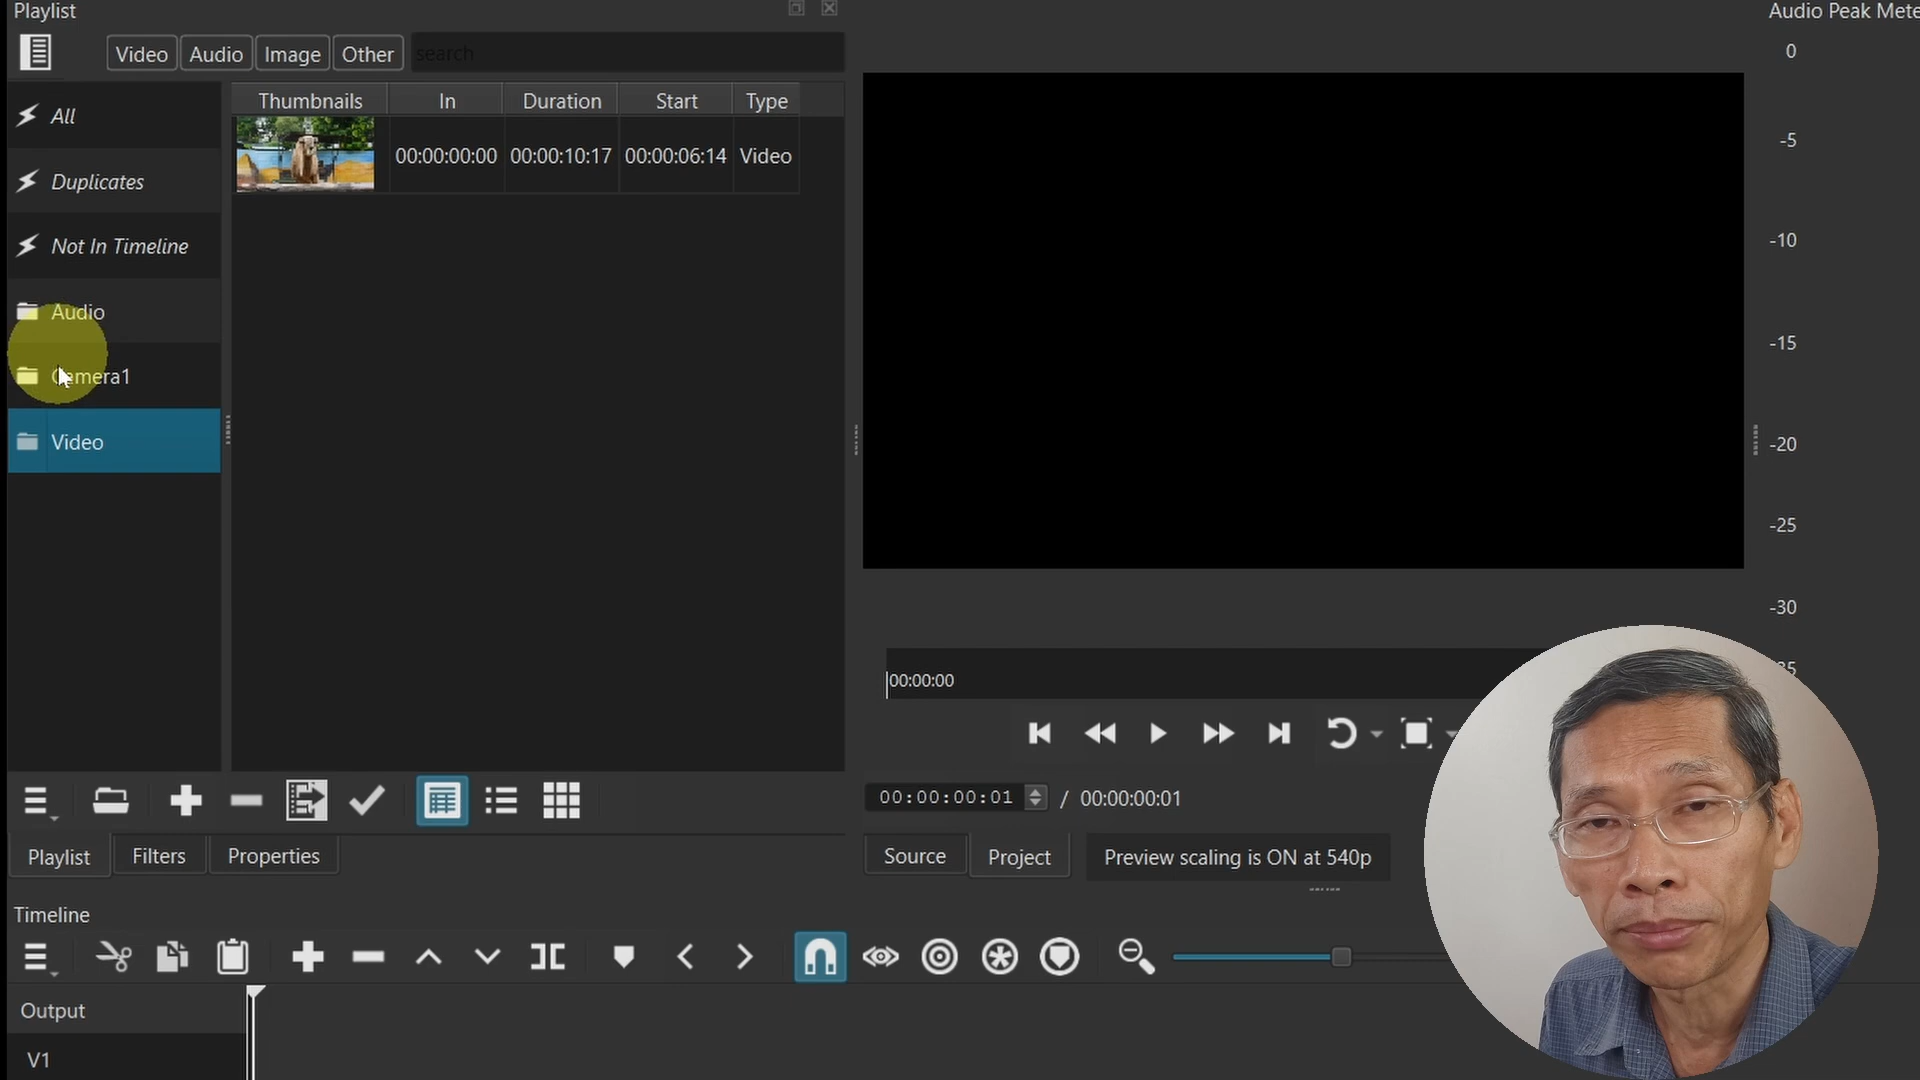 Playlist
Audio Peak Mete
Video Audio Image Other search
0
Thumbnails In Duration Start Type
All
-5
00:00:00:00 00:00:10:17 00:00:06:14 Video
Duplicates
Not In Timeline
-10
Audio
-15
Camera1
Video
-20
-25
-30
35
00:00:00
00:00:00:01 / 00:00:00:01
Playlist Filters Properties
Source Project Preview scaling is ON at 540p
Timeline
Output
V1